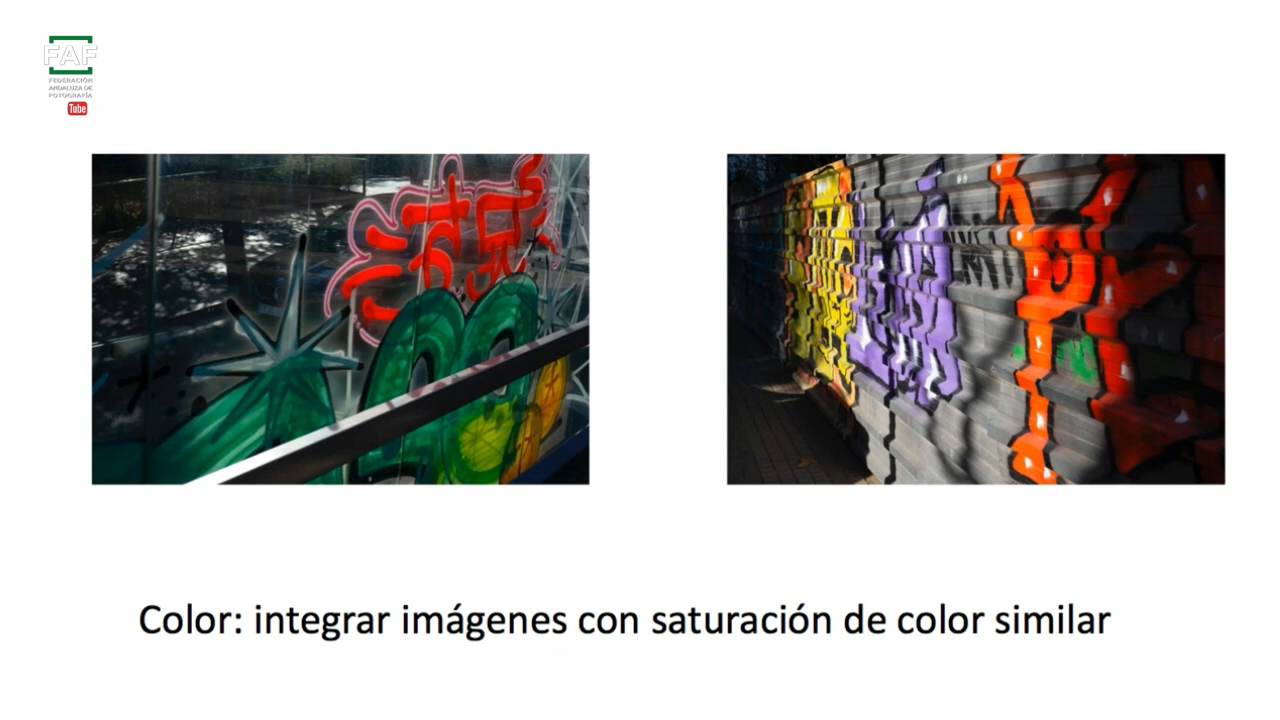 FAF
FEDERACIÓN
ANDALUZA DE
FOTOGRAFÍA
Tube
Color: integrar imágenes con saturación de color similar